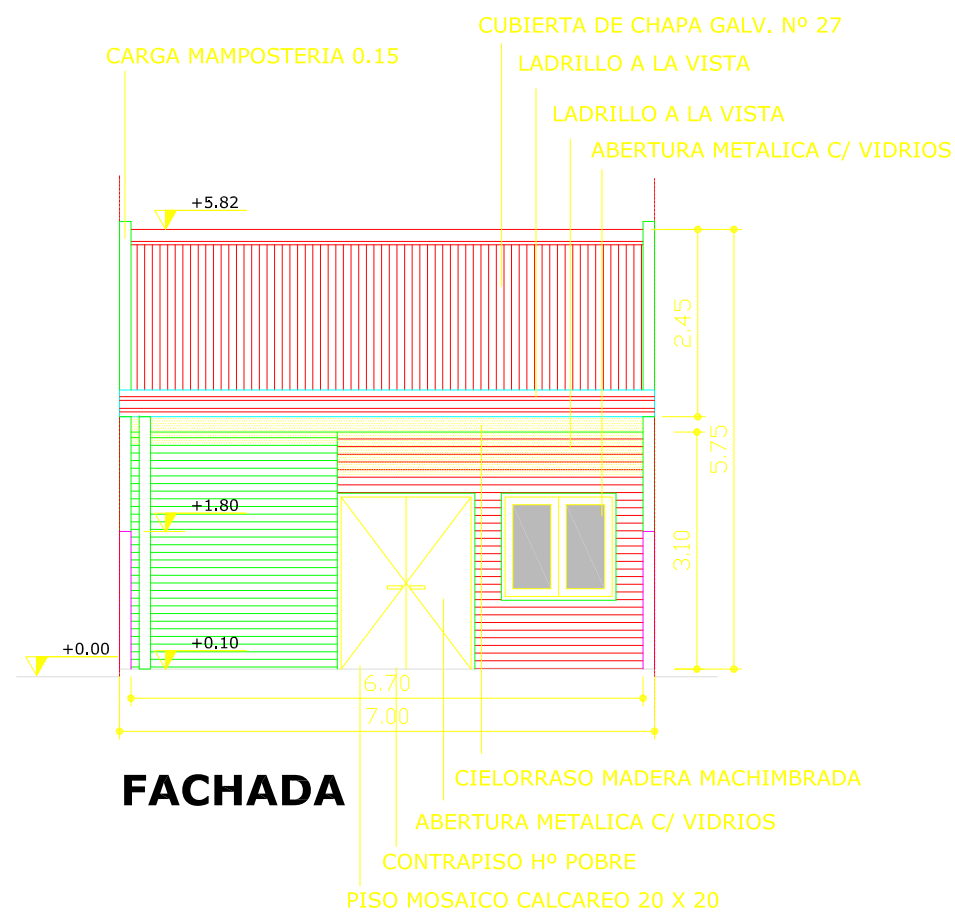 CUBIERTA DE CHAPA GALV. Nº 27
CARGA MAMPOSTERIA 0.15
LADRILLO A LA VISTA
LADRILLO A LA VISTA
ABERTURA METALICA C/ VIDRIOS
+5.82
2.45
5.75
+1.80
3.10
+0.10
+0.00
6.70
7.00
FACHADA
CIELORRASO MADERA MACHIMBRADA
ABERTURA METALICA C/ VIDRIOS
CONTRAPISO Hº POBRE
PISO MOSAICO CALCAREO 20 X 20